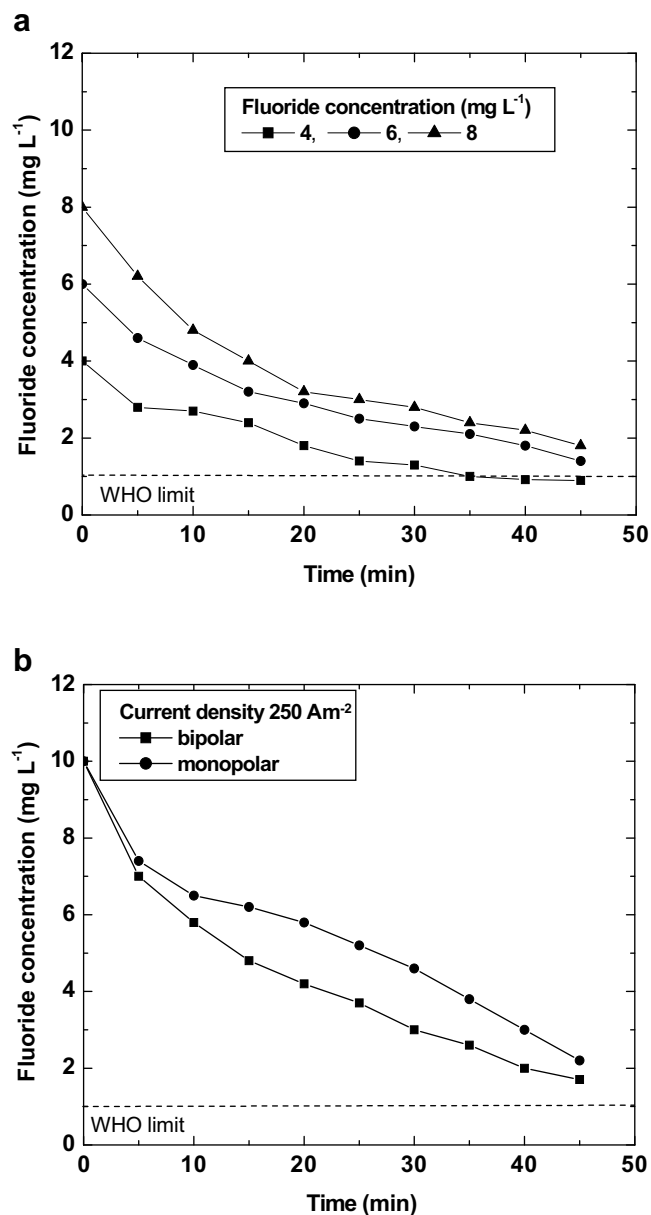 a
12
10
8
6
4
2
0
Fluoride concentration (mg L⁻¹)
Fluoride concentration (mg L⁻¹)
4, 6, 8
WHO limit
0 10 20 30 40 50
Time (min)
b
12
10
8
6
4
2
0
Fluoride concentration (mg L⁻¹)
Current density 250 Am⁻²
bipolar
monopolar
WHO limit
0 10 20 30 40 50
Time (min)